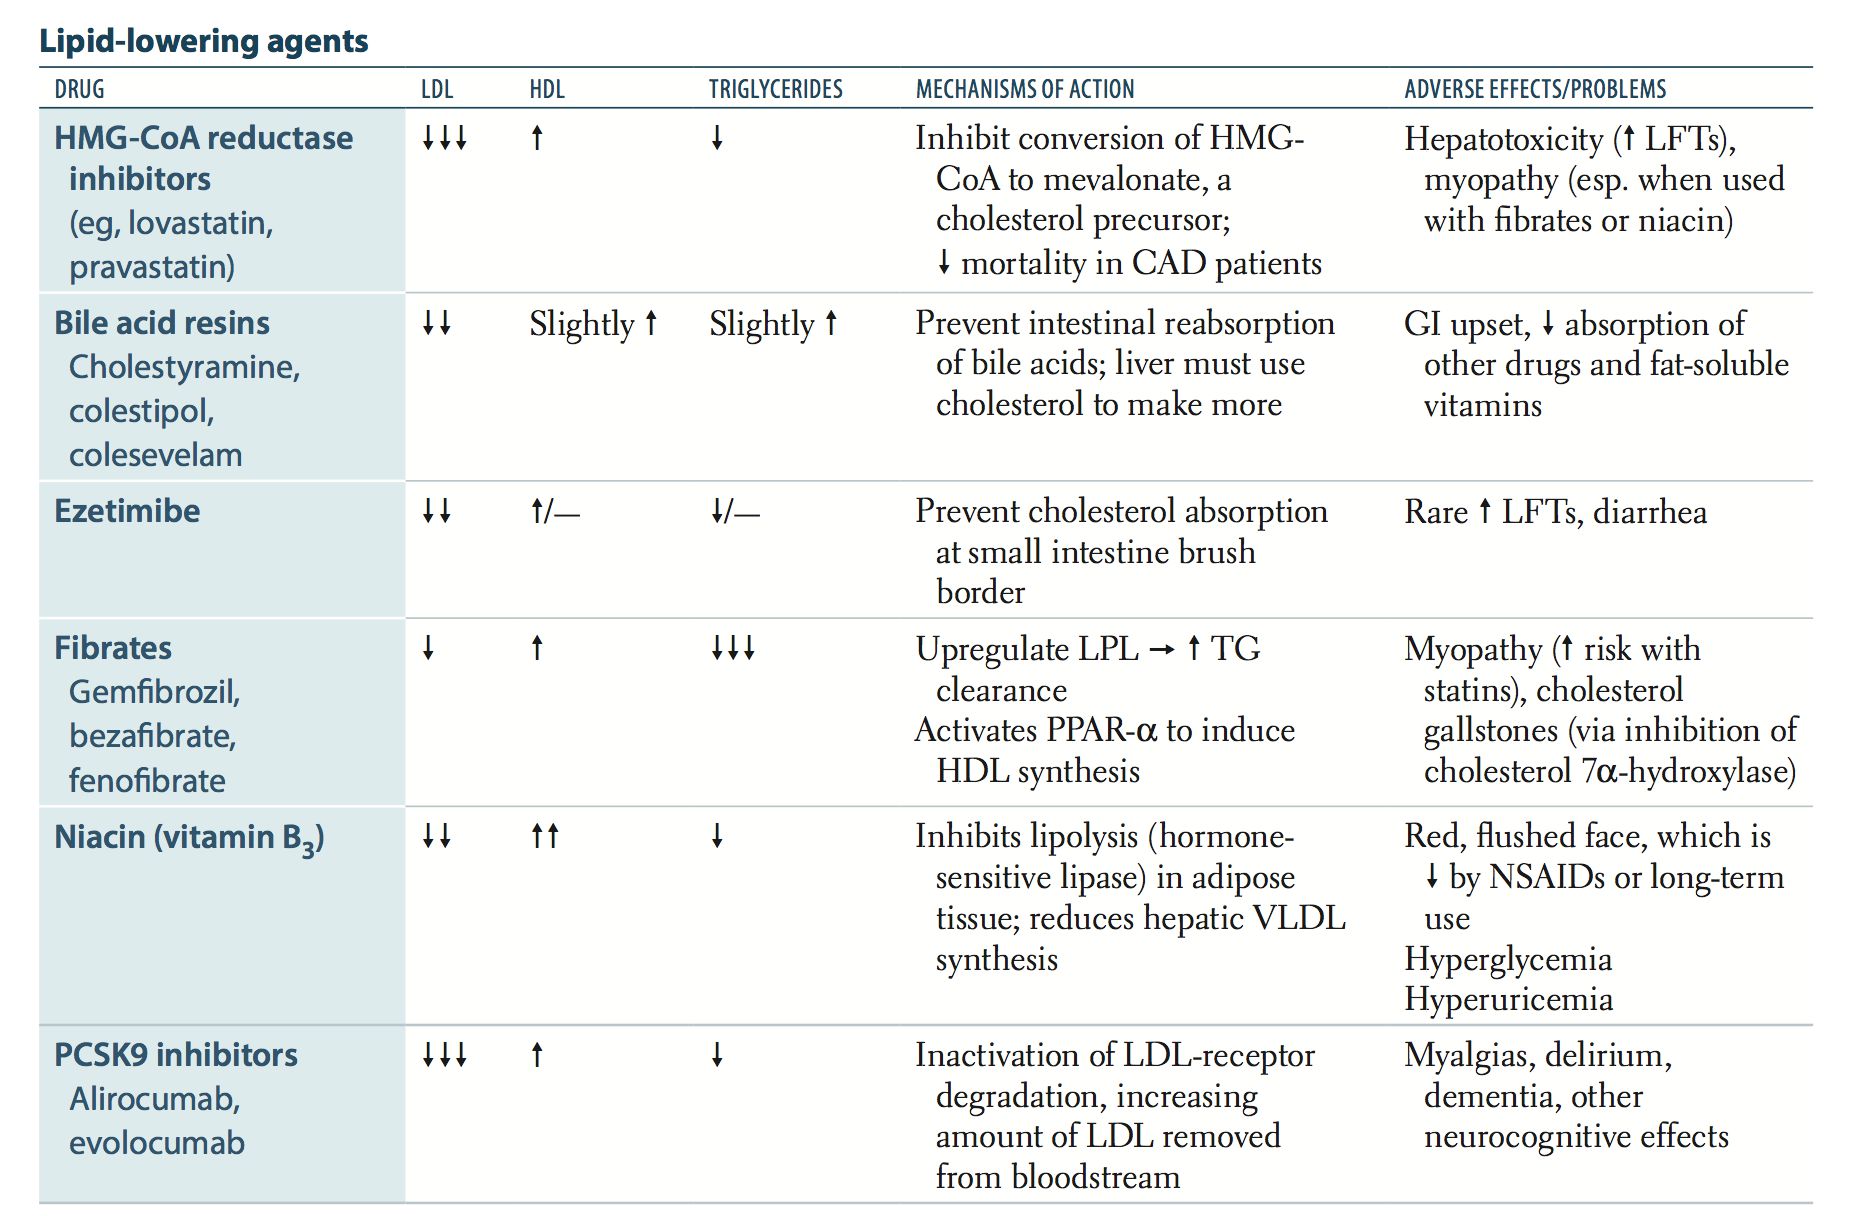 Lipid-lowering agents
DRUG LDL HDL TRIGLYCERIDES MECHANISMS OF ACTION ADVERSE EFFECTS/PROBLEMS
HMG-CoA reductase
inhibitors
(eg, lovastatin,
pravastatin)
↓↓↓
↑
↓
Inhibit conversion of HMG-
CoA to mevalonate, a
cholesterol precursor;
↓ mortality in CAD patients
Hepatotoxicity (↑ LFTs),
myopathy (esp. when used
with fibrates or niacin)
Bile acid resins
Cholestyramine,
colestipol,
colesevelam
↓↓
Slightly ↑
Slightly ↑
Prevent intestinal reabsorption
of bile acids; liver must use
cholesterol to make more
GI upset, ↓ absorption of
other drugs and fat-soluble
vitamins
Ezetimibe
↓↓
↑/—
↓/—
Prevent cholesterol absorption
at small intestine brush
border
Rare ↑ LFTs, diarrhea
Fibrates
Gemfibrozil,
bezafibrate,
fenofibrate
↓
↑
↓↓↓
Upregulate LPL → ↑ TG
clearance
Activates PPAR-α to induce
HDL synthesis
Myopathy (↑ risk with
statins), cholesterol
gallstones (via inhibition of
cholesterol 7α-hydroxylase)
Niacin (vitamin B₃)
↓↓
↑↑
↓
Inhibits lipolysis (hormone-
sensitive lipase) in adipose
tissue; reduces hepatic VLDL
synthesis
Red, flushed face, which is
↓ by NSAIDs or long-term
use
Hyperglycemia
Hyperuricemia
PCSK9 inhibitors
Alirocumab,
evolocumab
↓↓↓
↑
↓
Inactivation of LDL-receptor
degradation, increasing
amount of LDL removed
from bloodstream
Myalgias, delirium,
dementia, other
neurocognitive effects